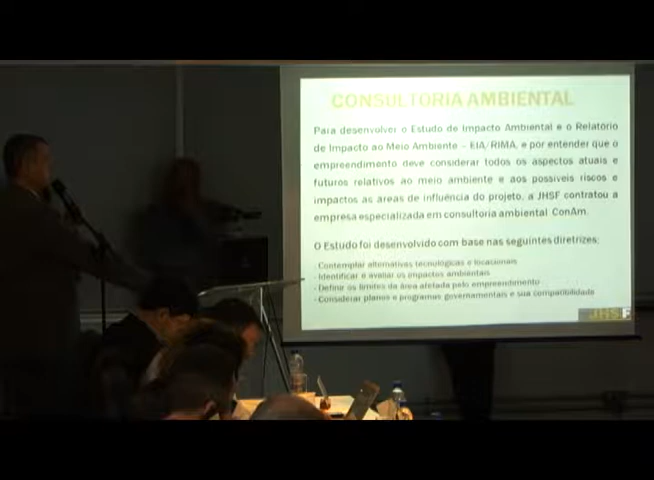 CONSULTORIA AMBIENTAL
Para desenvolver o Estudo de Impacto Ambiental e o Relatório
de Impacto ao Meio Ambiente – EIA/RIMA, e por entender que o
empreendimento deve considerar todos os aspectos atuais e
futuros relativos ao meio ambiente e aos possíveis riscos e
impactos as áreas de influência do projeto, a JHSF contratou a
empresa especializada em consultoria ambiental ConAm.
O Estudo foi desenvolvido com base nas seguintes diretrizes:
- Contemplar alternativas tecnológicas e locacionais
- Identificar e avaliar os impactos ambientais
- Definir os limites da área afetada pelo empreendimento
- Considerar planos e programas governamentais e sua compatibilidade
JHSF